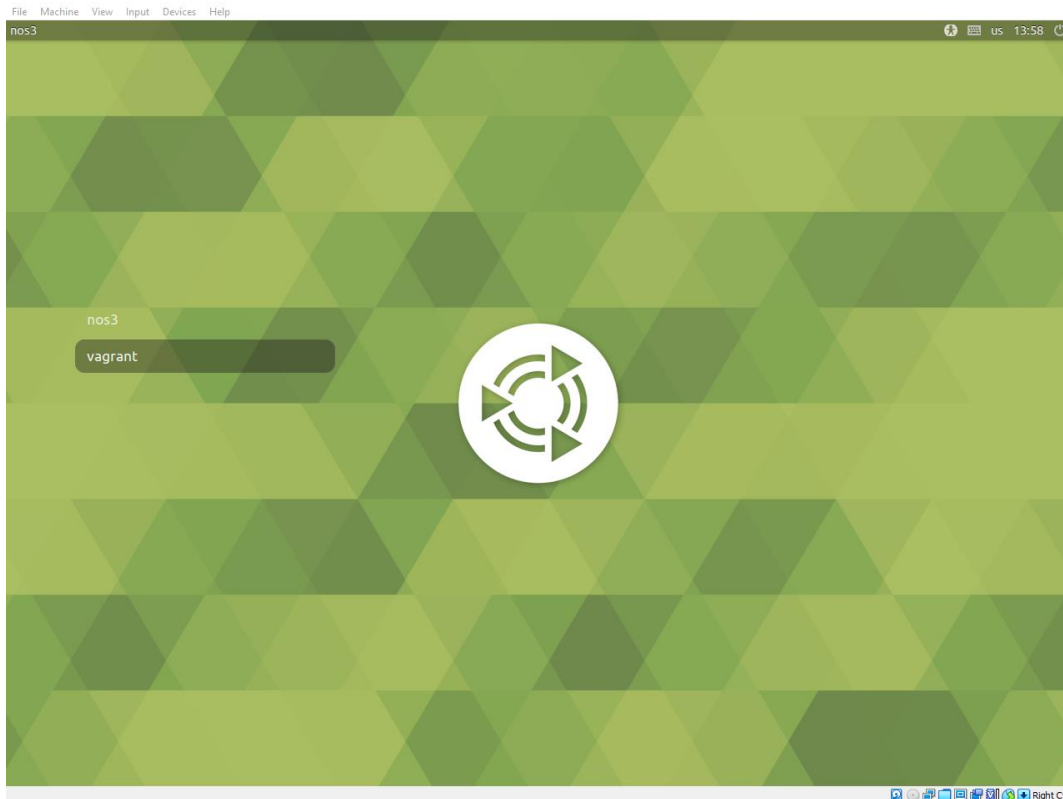 File Machine View Input Devices Help
nos3 us 13:58
nos3
vagrant
Right C